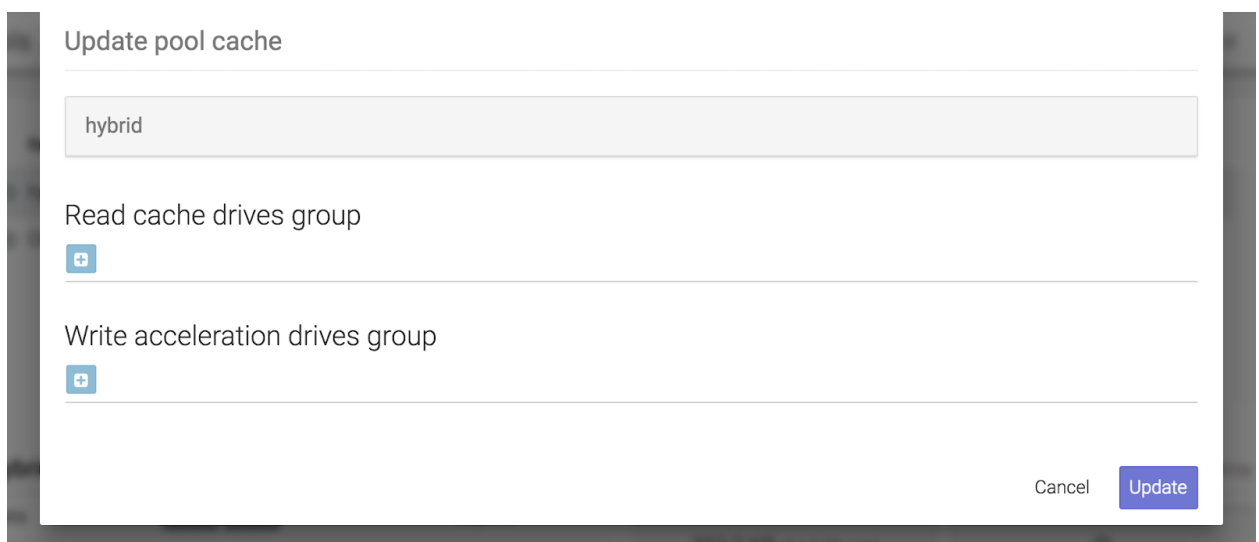 Update pool cache
hybrid
Read cache drives group
Write acceleration drives group
Cancel
Update